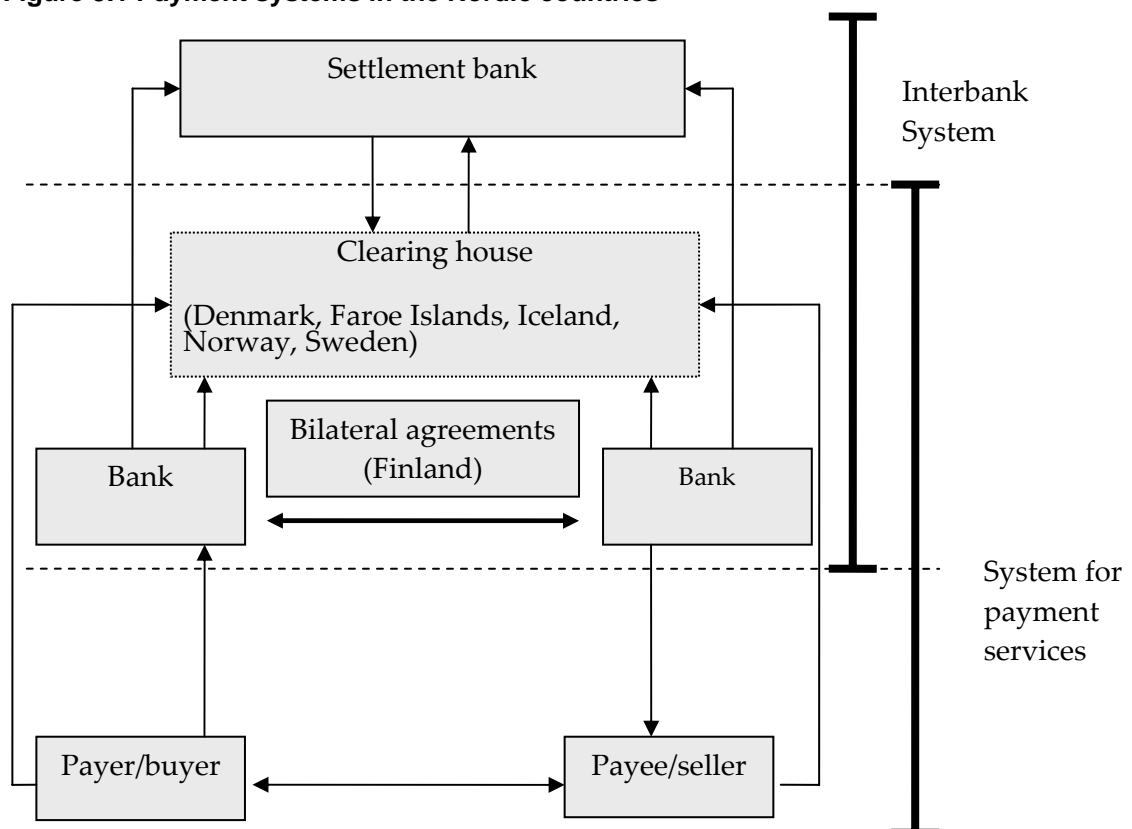 Settlement bank
Interbank
System
Clearing house
(Denmark, Faroe Islands, Iceland,
Norway, Sweden)
Bilateral agreements
(Finland)
Bank
Bank
System for
payment
services
Payer/buyer
Payee/seller